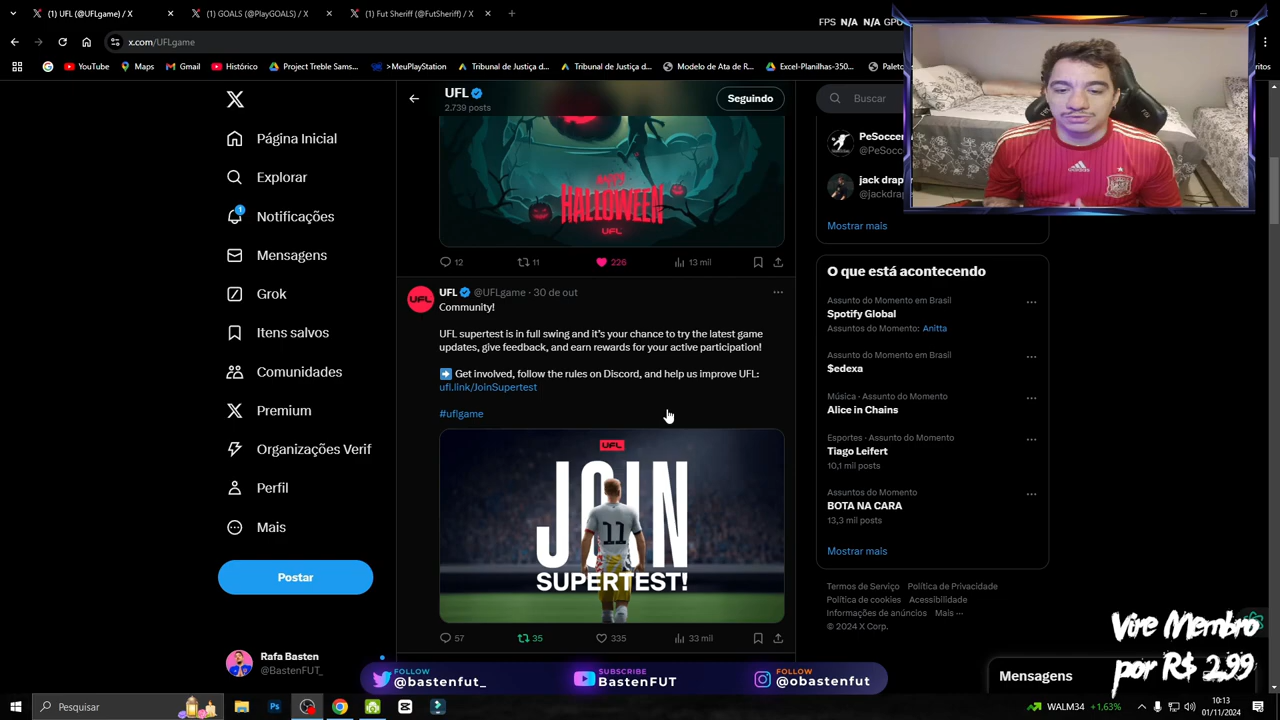 (1) UFL (@UFLgame) / X
(1) GOALS (@PlayGOALS) / X
(1) Fut Sheriff (@FutSheriff) / X
FPS N/A N/A GPU
x.com/UFLgame
YouTube
Maps
Gmail
Histórico
Project Treble Sams...
>MeuPlayStation
Tribunal de Justiça d...
Tribunal de Justiça d...
Modelo de Ata de R...
Excel-Planilhas-350...
UFL
2.739 posts
Seguindo
Buscar
Página Inicial
Explorar
1
Notificações
Mensagens
Grok
Itens salvos
Comunidades
Premium
Organizações Verif
Perfil
Mais
Postar
Rafa Basten
@BastenFUT_
HAPPY
HALLOWEEN
UFL
12
11
226
13 mil
UFL @UFLgame · 30 de out
Community!
UFL supertest is in full swing and it's your chance to try the latest game
updates, give feedback, and earn rewards for your active participation!
Get involved, follow the rules on Discord, and help us improve UFL:
ufl.link/JoinSupertest
#uflgame
UFL
JOIN
11
SUPERTEST!
57
35
335
33 mil
PeSoccer
@PeSoccer
jack drap
@jackdrap
Mostrar mais
O que está acontecendo
Assunto do Momento em Brasil
Spotify Global
Assuntos do Momento: Anitta
Assunto do Momento em Brasil
$edexa
Música · Assunto do Momento
Alice in Chains
Esportes · Assunto do Momento
Tiago Leifert
10,1 mil posts
Assuntos do Momento
BOTA NA CARA
13,3 mil posts
Mostrar mais
Termos de Serviço Política de Privacidade
Política de cookies Acessibilidade
Informações de anúncios Mais ···
© 2024 X Corp.
adidas
Vire Membro
por R$ 2,99
Mensagens
FOLLOW
@bastenfut_
SUBSCRIBE
BastenFUT
FOLLOW
@obastenfut
Pesquisar
WALM34 +1,63%
10:13
01/11/2024